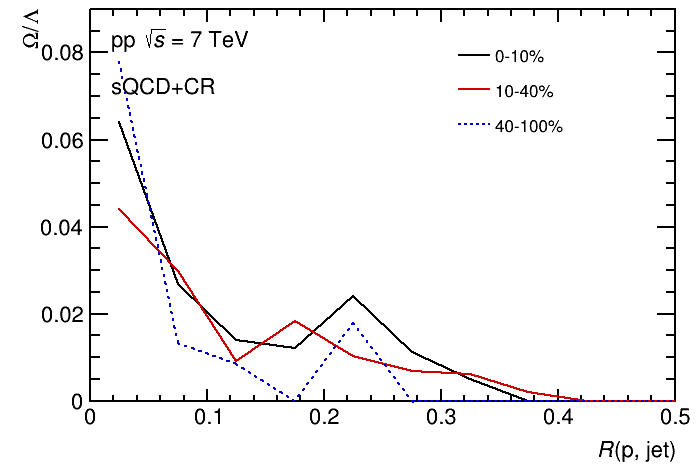 Ω/Λ
pp √s = 7 TeV
sQCD+CR
0-10%
10-40%
40-100%
0.08
0.06
0.04
0.02
0
0 0.1 0.2 0.3 0.4 0.5
R(p, jet)